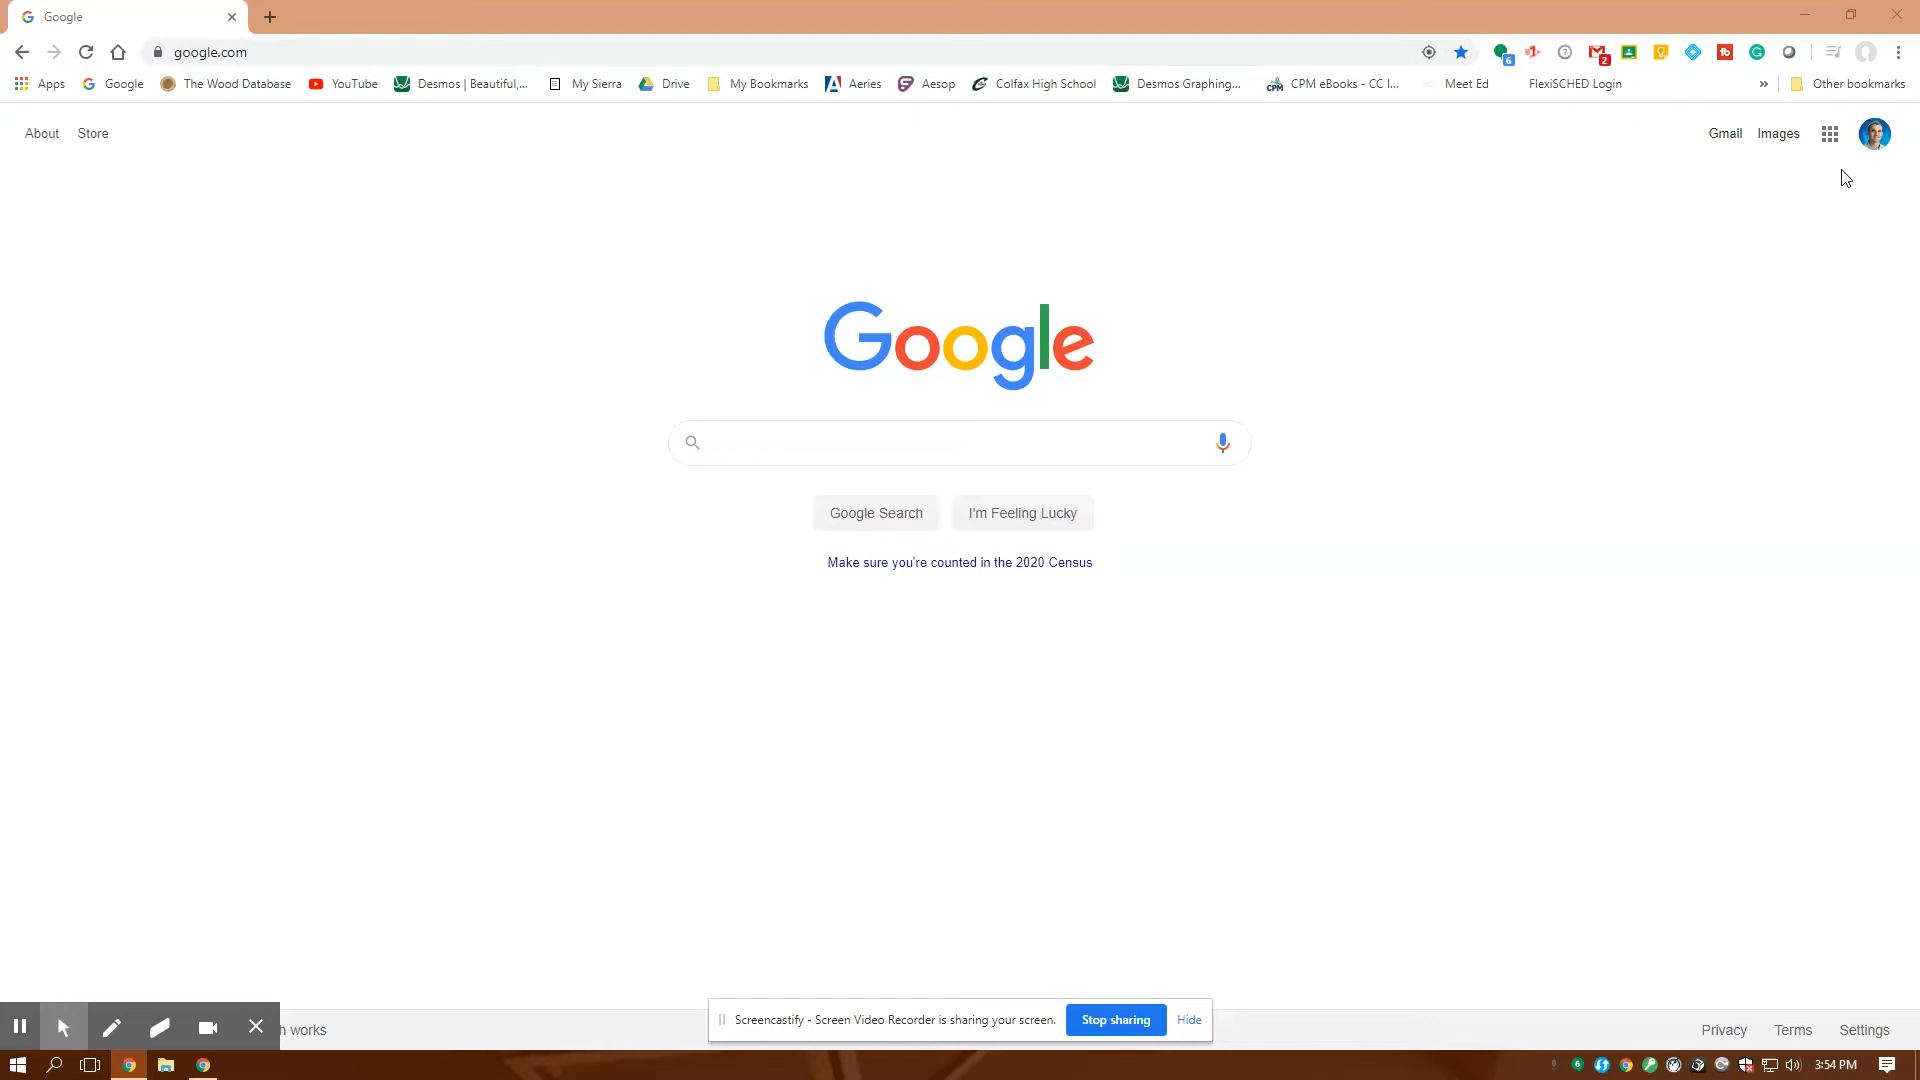 Google
google.com
6
2
Apps Google The Wood Database YouTube Desmos | Beautiful,... My Sierra Drive My Bookmarks Aeries Aesop Colfax High School Desmos Graphing... CPM eBooks - CC I... Meet Ed FlexiSCHED Login » Other bookmarks
About Store Gmail Images
Google
Google Search I'm Feeling Lucky
Make sure you're counted in the 2020 Census
Screencastify - Screen Video Recorder is sharing your screen. Stop sharing Hide
h works Privacy Terms Settings
3:54 PM